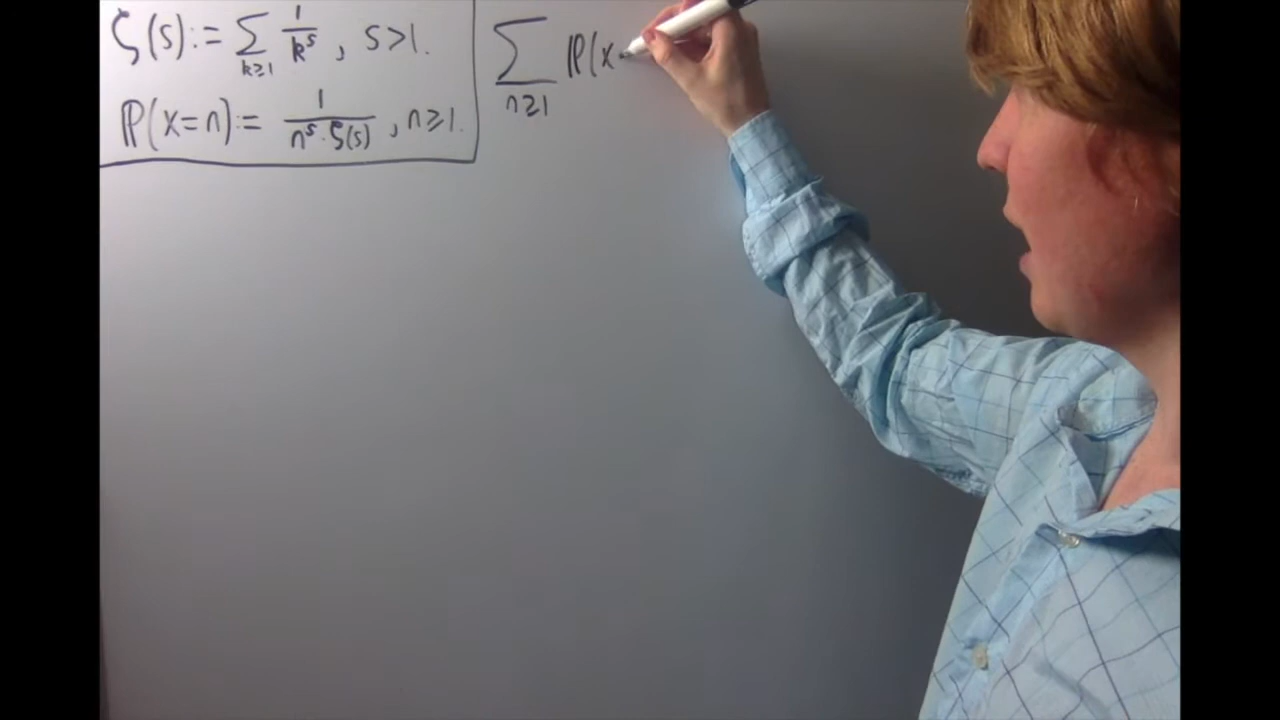 ζ(s) := ∑_{k≥1} 1/k^s , s>1.
ℙ(x=n) := 1/(n^s · ζ(s)) , n≥1.
∑_{n≥1} ℙ(x